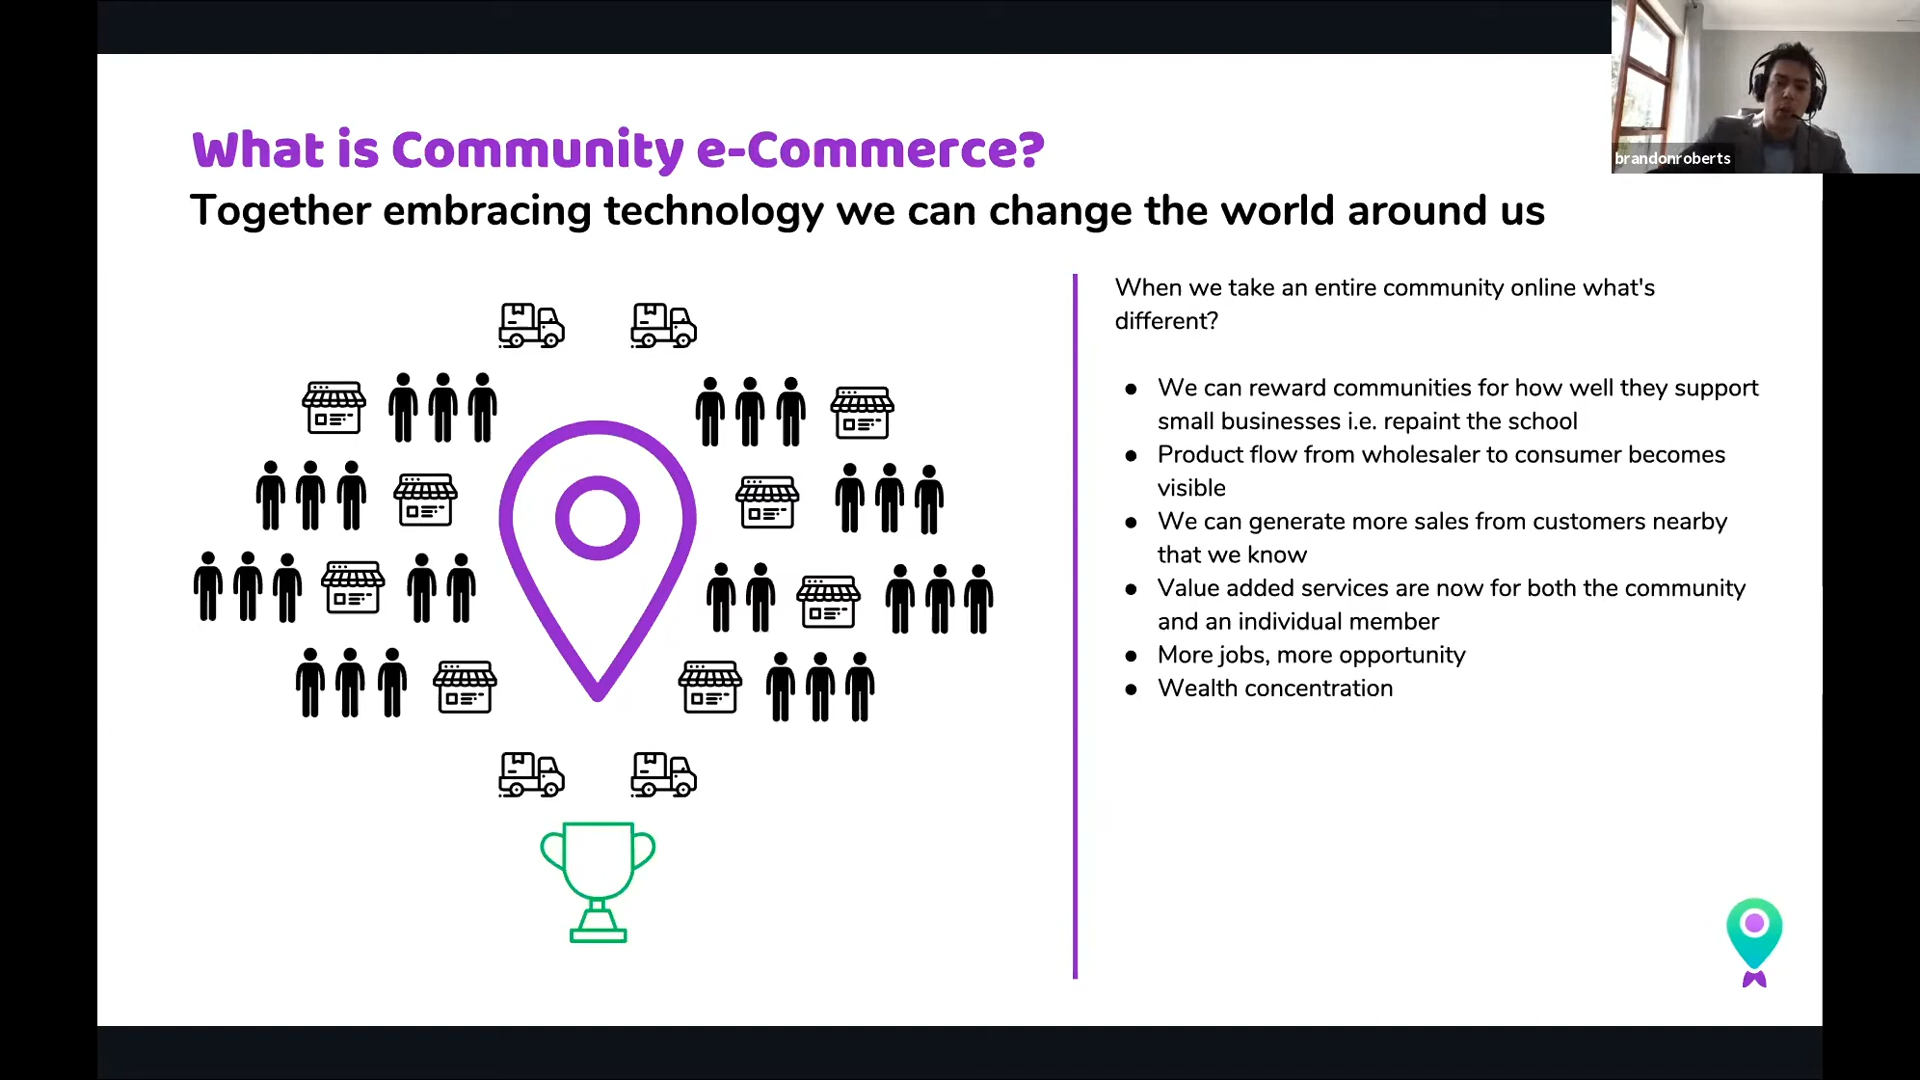 What is Community e-Commerce?
Together embracing technology we can change the world around us
When we take an entire community online what's
different?
● We can reward communities for how well they support
small businesses i.e. repaint the school
● Product flow from wholesaler to consumer becomes
visible
● We can generate more sales from customers nearby
that we know
● Value added services are now for both the community
and an individual member
● More jobs, more opportunity
● Wealth concentration
brandonroberts